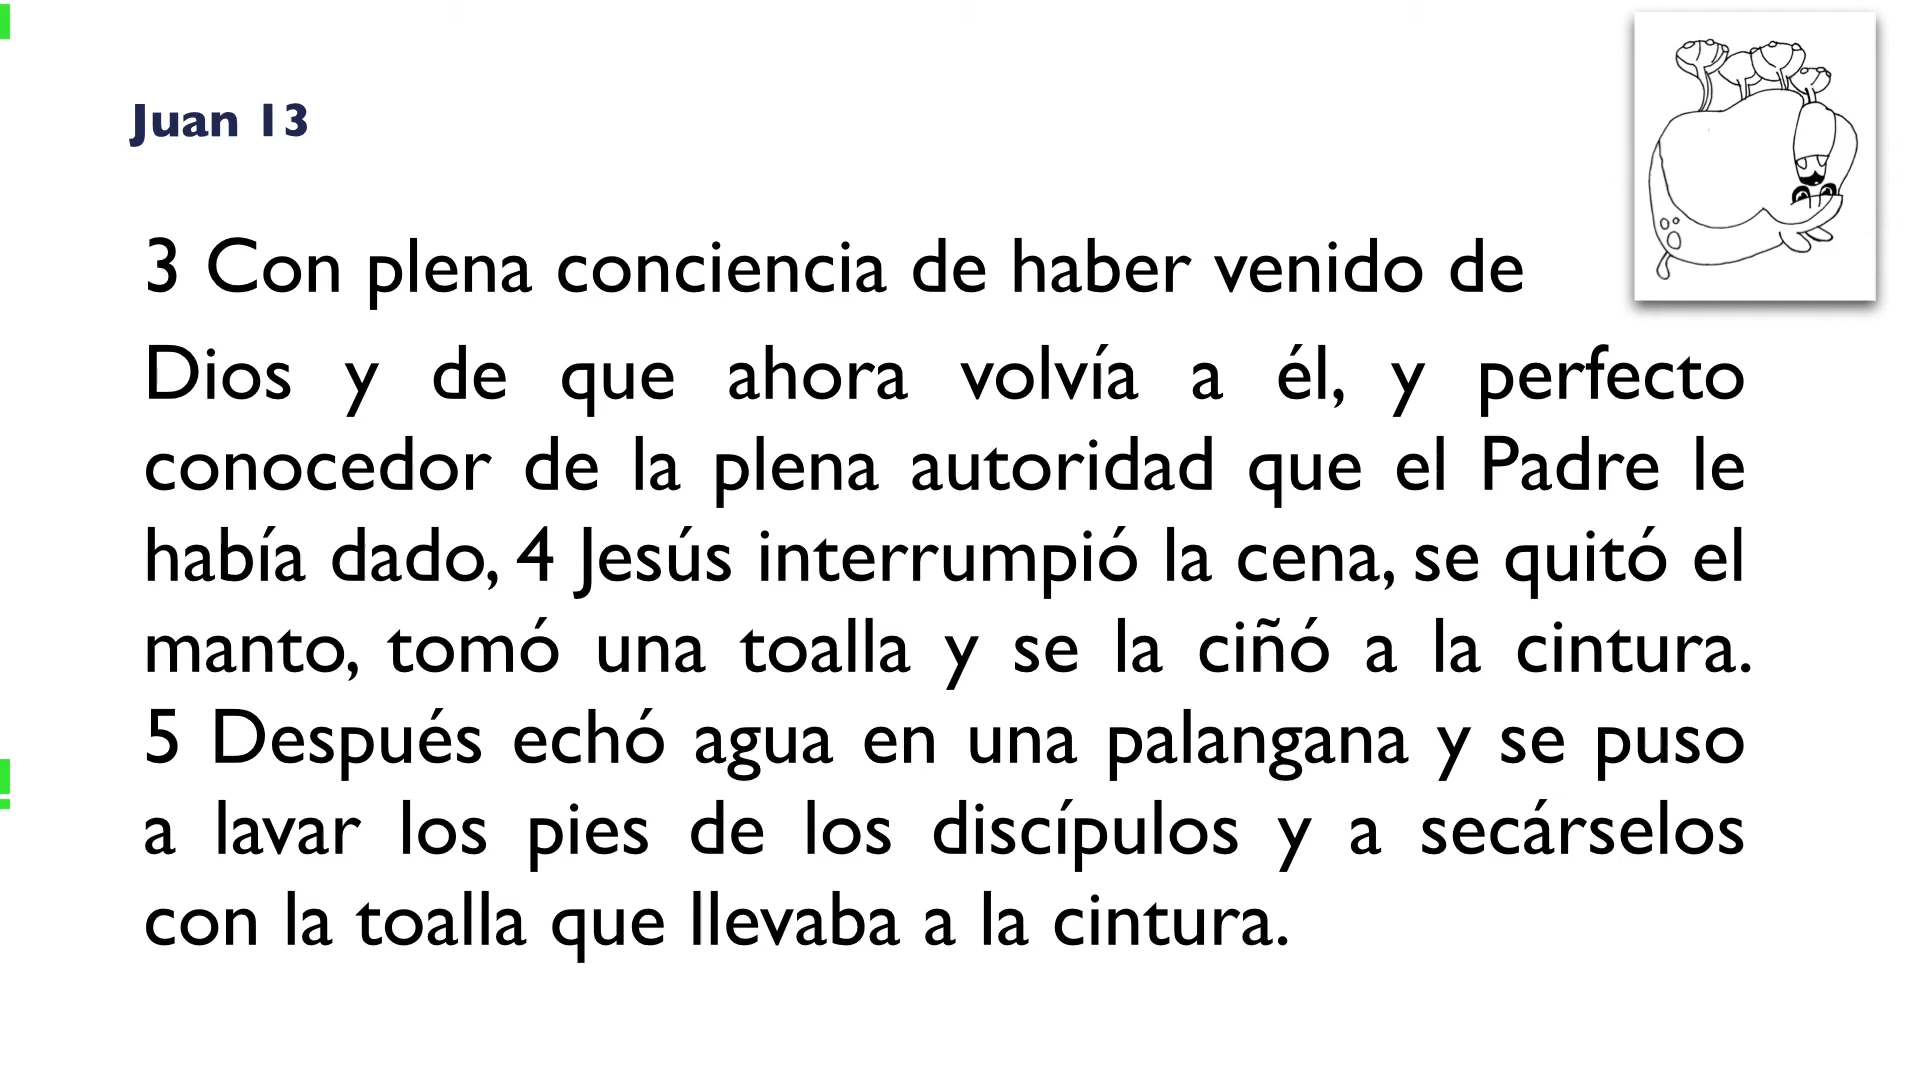 Juan 13
3 Con plena conciencia de haber venido de
Dios y de que ahora volvía a él, y perfecto
conocedor de la plena autoridad que el Padre le
había dado, 4 Jesús interrumpió la cena, se quitó el
manto, tomó una toalla y se la ciñó a la cintura.
5 Después echó agua en una palangana y se puso
a lavar los pies de los discípulos y a secárselos
con la toalla que llevaba a la cintura.